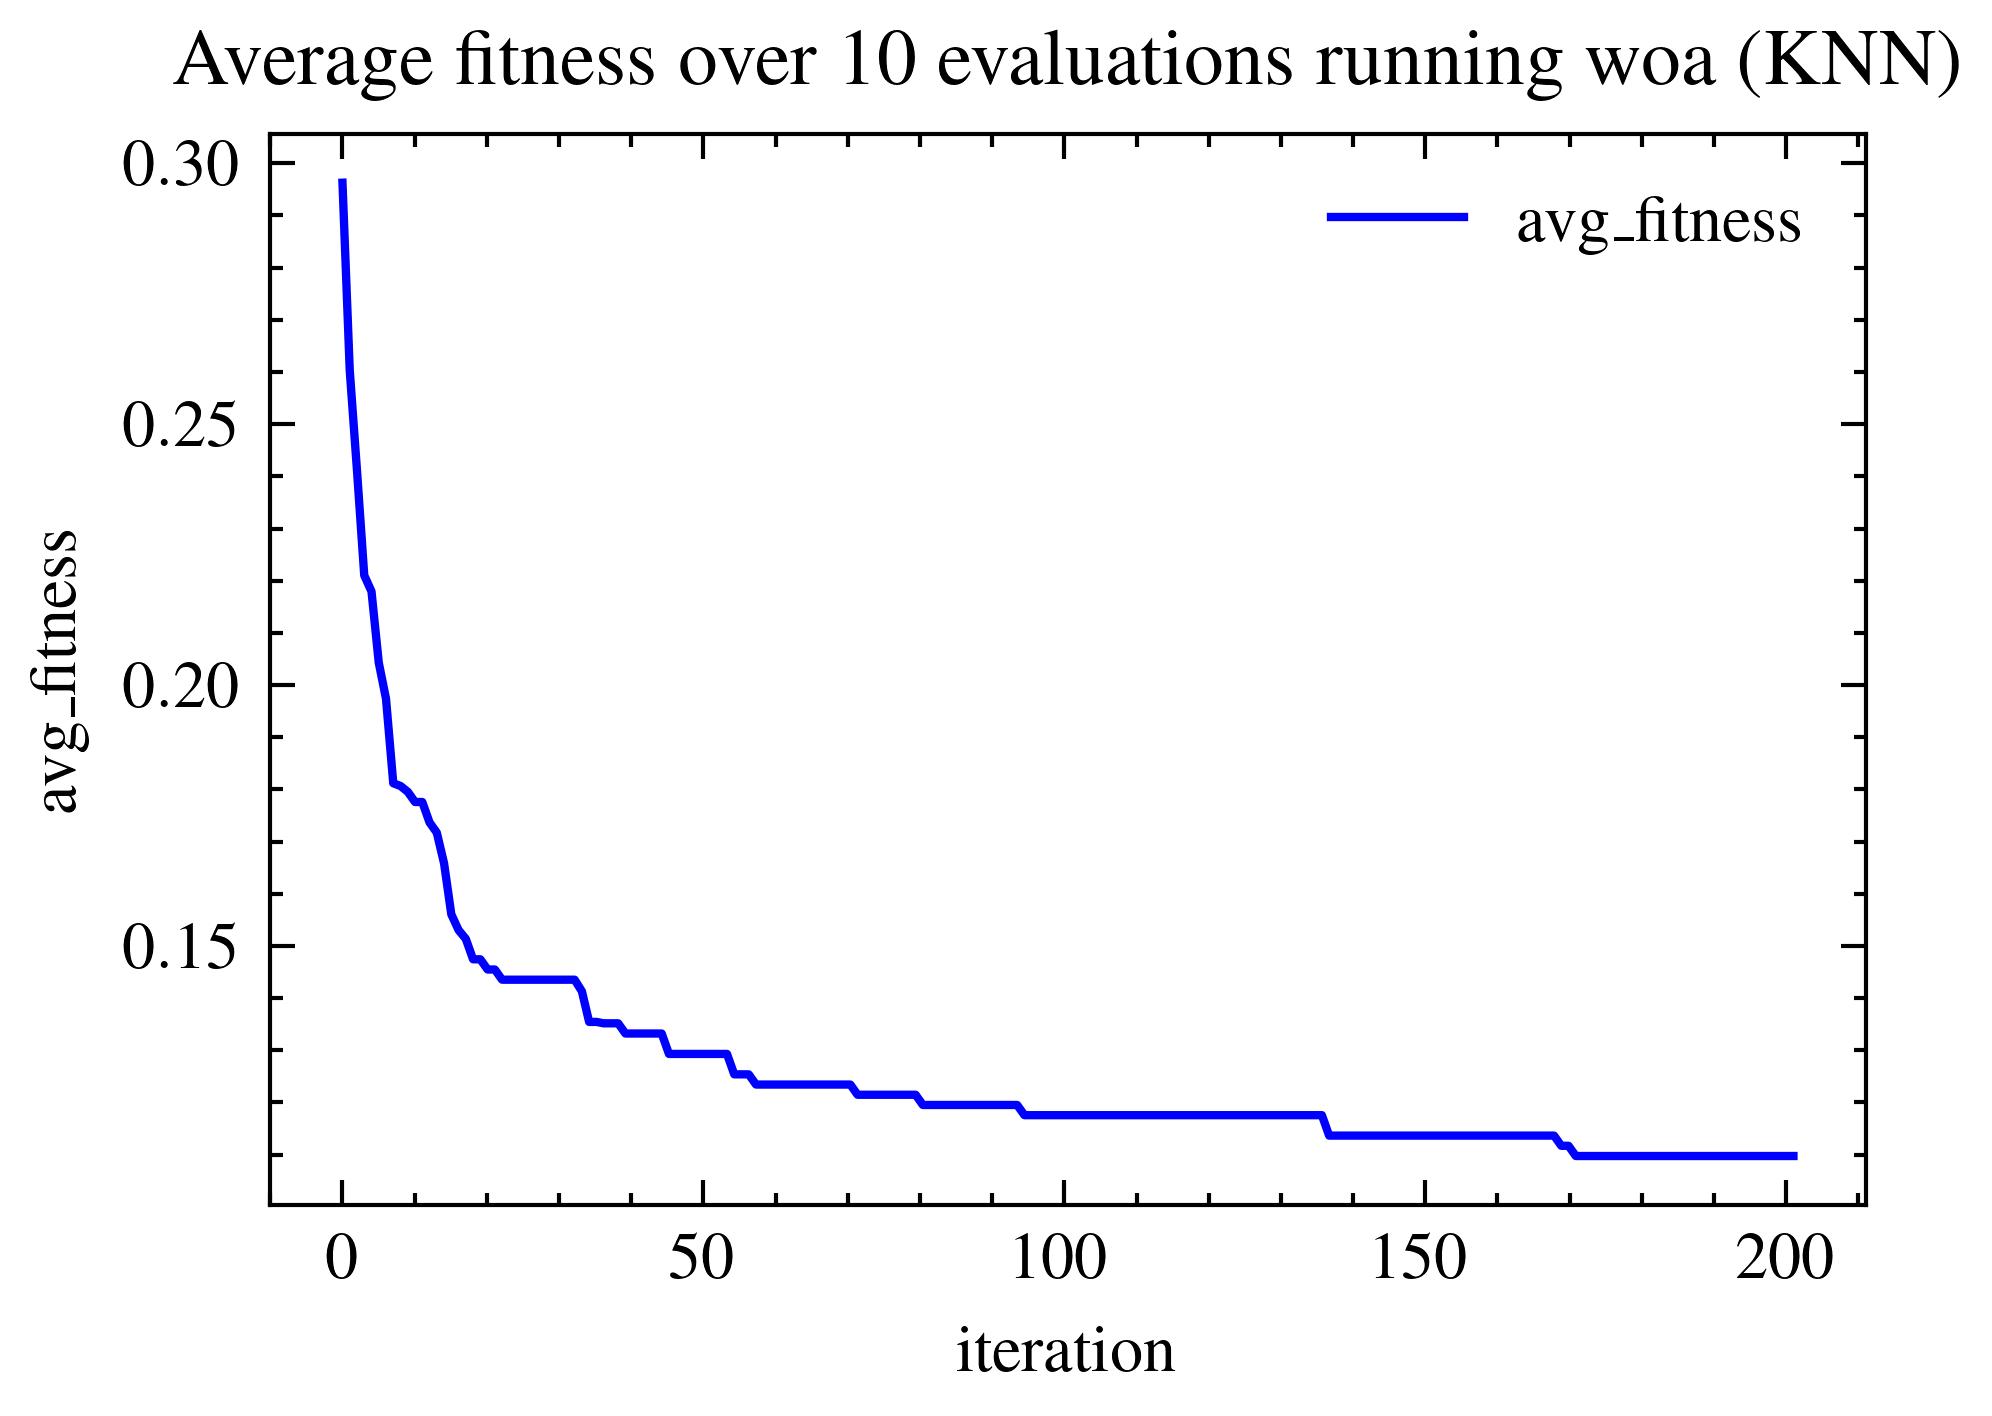 Average fitness over 10 evaluations running woa (KNN)
0.30
0.25
0.20
0.15
avg_fitness
avg_fitness
0 50 100 150 200
iteration